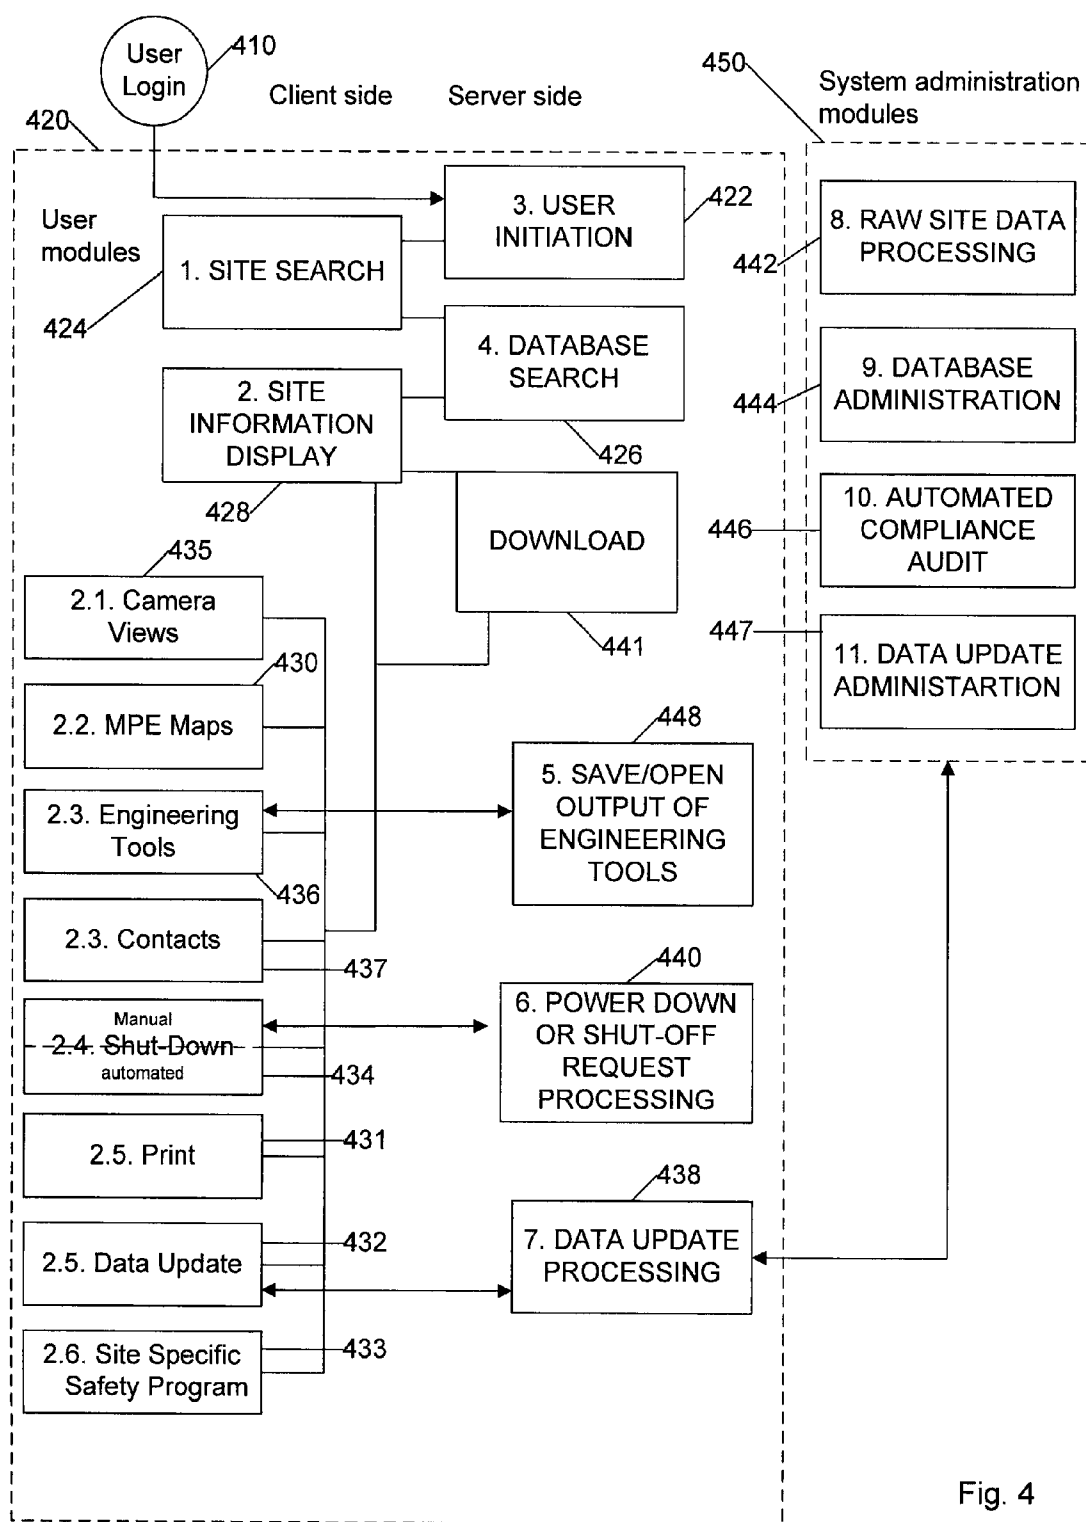 User
Login
410
Client side
Server side
450
System administration
modules
420
User
modules
3. USER
INITIATION
422
1. SITE SEARCH
424
8. RAW SITE DATA
PROCESSING
442
4. DATABASE
SEARCH
426
2. SITE
INFORMATION
DISPLAY
428
9. DATABASE
ADMINISTRATION
444
DOWNLOAD
441
10. AUTOMATED
COMPLIANCE
AUDIT
446
435
2.1. Camera
Views
447
11. DATA UPDATE
ADMINISTARTION
430
2.2. MPE Maps
448
5. SAVE/OPEN
OUTPUT OF
ENGINEERING
TOOLS
2.3. Engineering
Tools
436
2.3. Contacts
437
440
6. POWER DOWN
OR SHUT-OFF
REQUEST
PROCESSING
Manual
2.4. Shut-Down
automated
434
2.5. Print
431
438
7. DATA UPDATE
PROCESSING
2.5. Data Update
432
2.6. Site Specific
Safety Program
433
Fig. 4